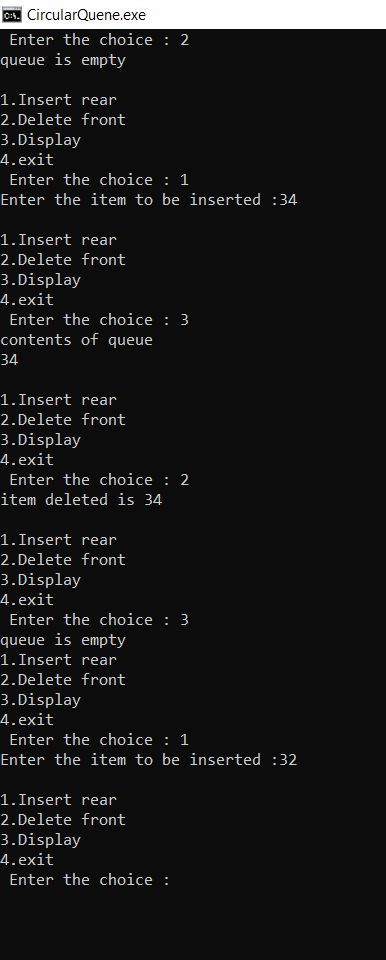 CircularQuene.exe
Enter the choice : 2
queue is empty
1.Insert rear
2.Delete front
3.Display
4.exit
Enter the choice : 1
Enter the item to be inserted :34
1.Insert rear
2.Delete front
3.Display
4.exit
Enter the choice : 3
contents of queue
34
1.Insert rear
2.Delete front
3.Display
4.exit
Enter the choice : 2
item deleted is 34
1.Insert rear
2.Delete front
3.Display
4.exit
Enter the choice : 3
queue is empty
1.Insert rear
2.Delete front
3.Display
4.exit
Enter the choice : 1
Enter the item to be inserted :32
1.Insert rear
2.Delete front
3.Display
4.exit
Enter the choice :